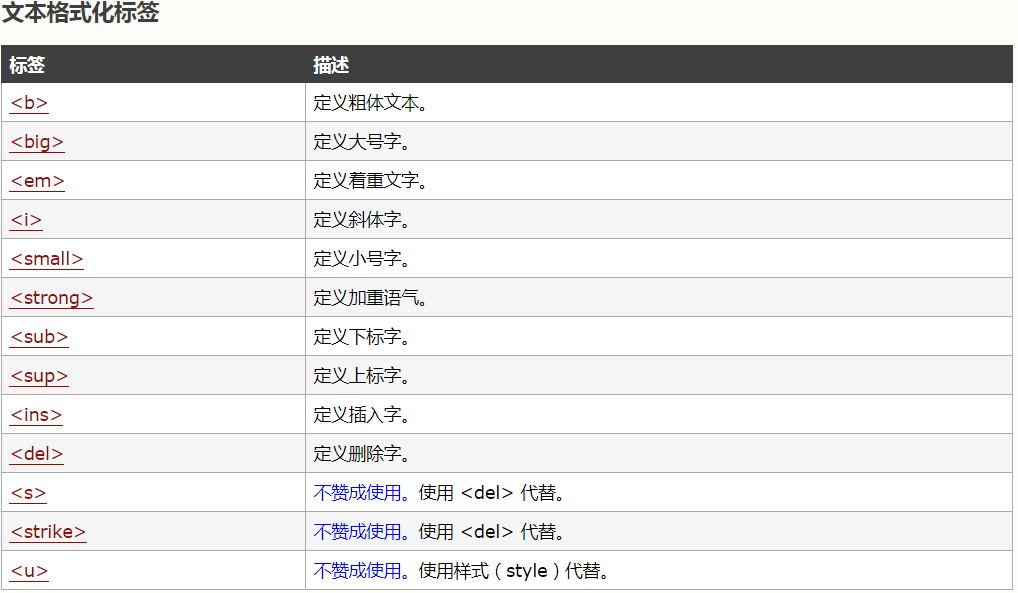 文本格式化标签
标签 描述
<b> 定义粗体文本。
<big> 定义大号字。
<em> 定义着重文字。
<i> 定义斜体字。
<small> 定义小号字。
<strong> 定义加重语气。
<sub> 定义下标字。
<sup> 定义上标字。
<ins> 定义插入字。
<del> 定义删除字。
<s> 不赞成使用。使用 <del> 代替。
<strike> 不赞成使用。使用 <del> 代替。
<u> 不赞成使用。使用样式（style）代替。